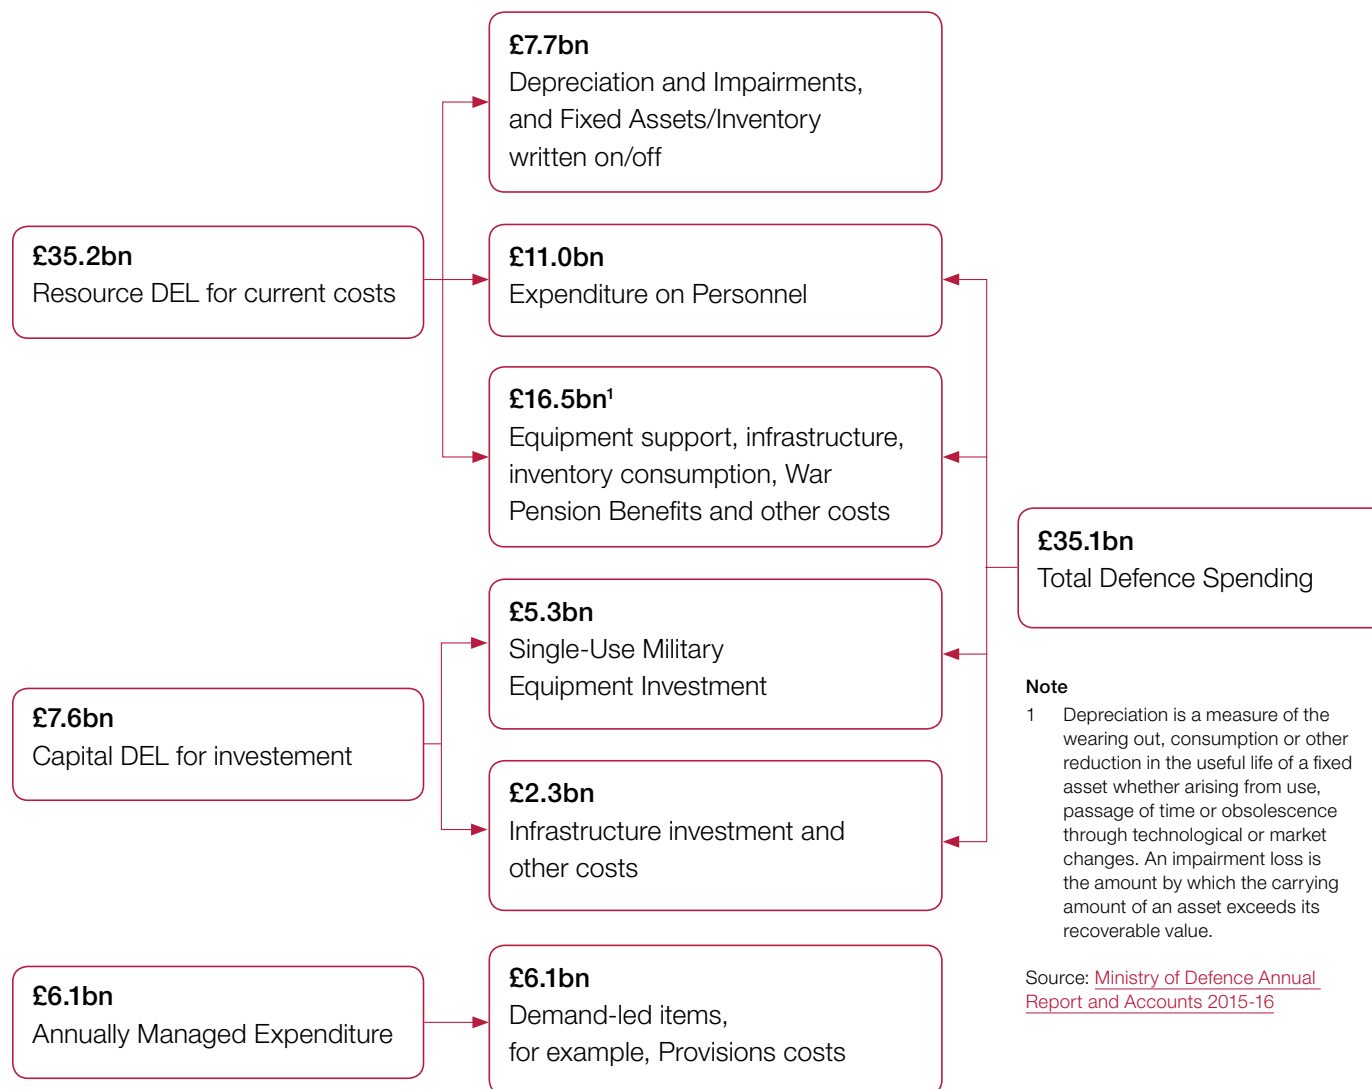 £7.7bn
Depreciation and Impairments,
and Fixed Assets/Inventory
written on/off
£35.2bn
Resource DEL for current costs
£11.0bn
Expenditure on Personnel
£16.5bn¹
Equipment support, infrastructure,
inventory consumption, War
Pension Benefits and other costs
£35.1bn
Total Defence Spending
£5.3bn
Single-Use Military
Equipment Investment
£7.6bn
Capital DEL for investement
£2.3bn
Infrastructure investment and
other costs
£6.1bn
Annually Managed Expenditure
£6.1bn
Demand-led items,
for example, Provisions costs
Note
1 Depreciation is a measure of the
wearing out, consumption or other
reduction in the useful life of a fixed
asset whether arising from use,
passage of time or obsolescence
through technological or market
changes. An impairment loss is
the amount by which the carrying
amount of an asset exceeds its
recoverable value.
Source: Ministry of Defence Annual
Report and Accounts 2015-16